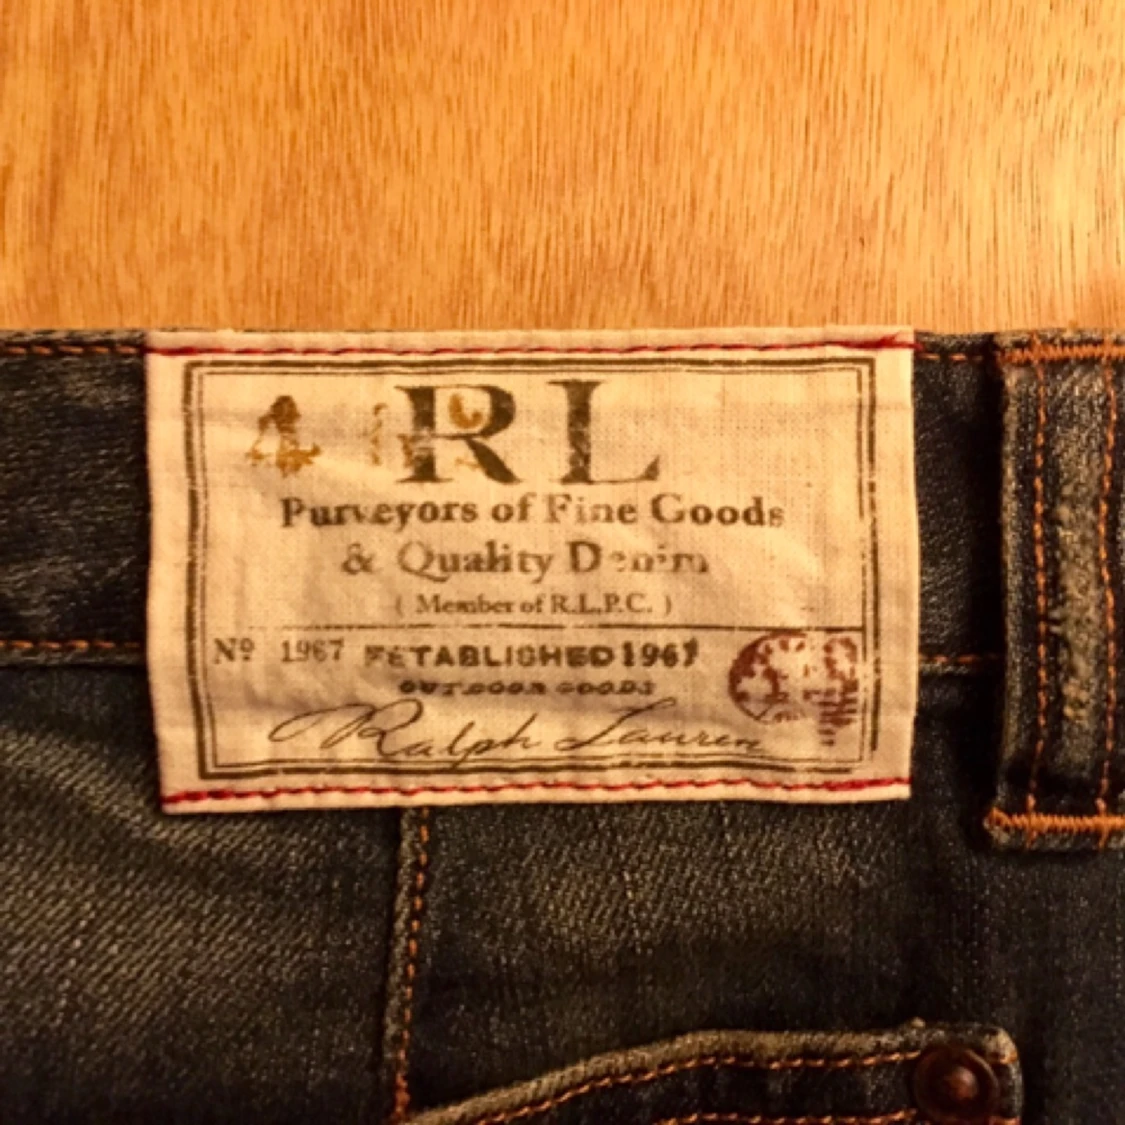 RL
Purveyors of Fine Goods
& Quality Denim
( Member of R.L.P.C. )
Nº 1967 ESTABLISHED 1967
OUTDOOR GOODS
Ralph Lauren